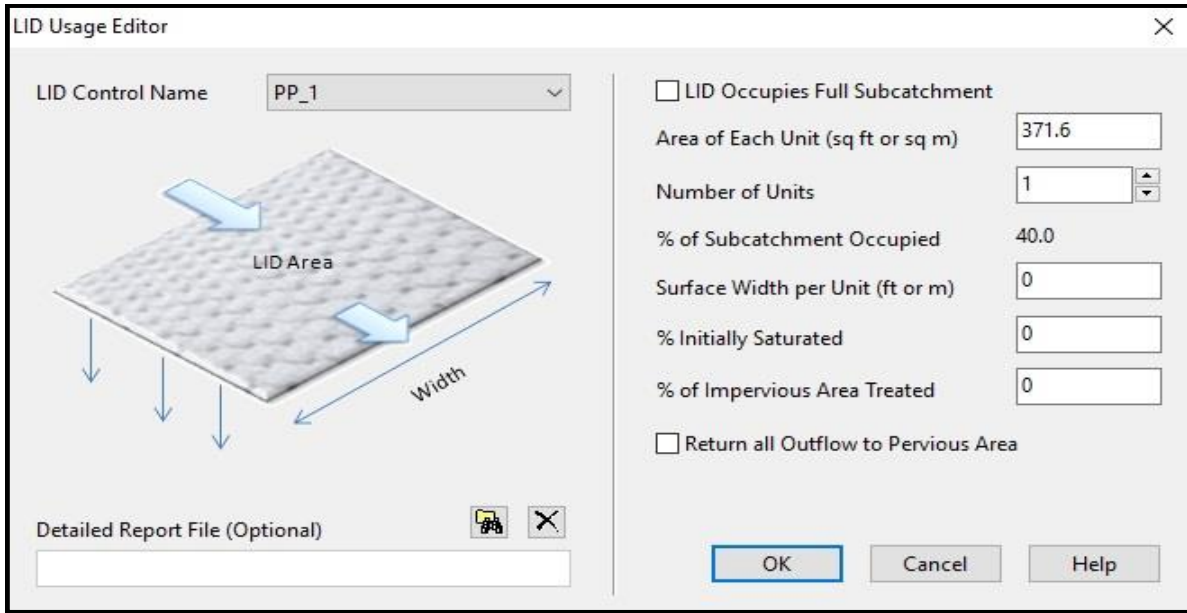 LID Usage Editor
LID Control Name PP_1
LID Area
Width
Detailed Report File (Optional)
LID Occupies Full Subcatchment
Area of Each Unit (sq ft or sq m) 371.6
Number of Units 1
% of Subcatchment Occupied 40.0
Surface Width per Unit (ft or m) 0
% Initially Saturated 0
% of Impervious Area Treated 0
Return all Outflow to Pervious Area
OK Cancel Help